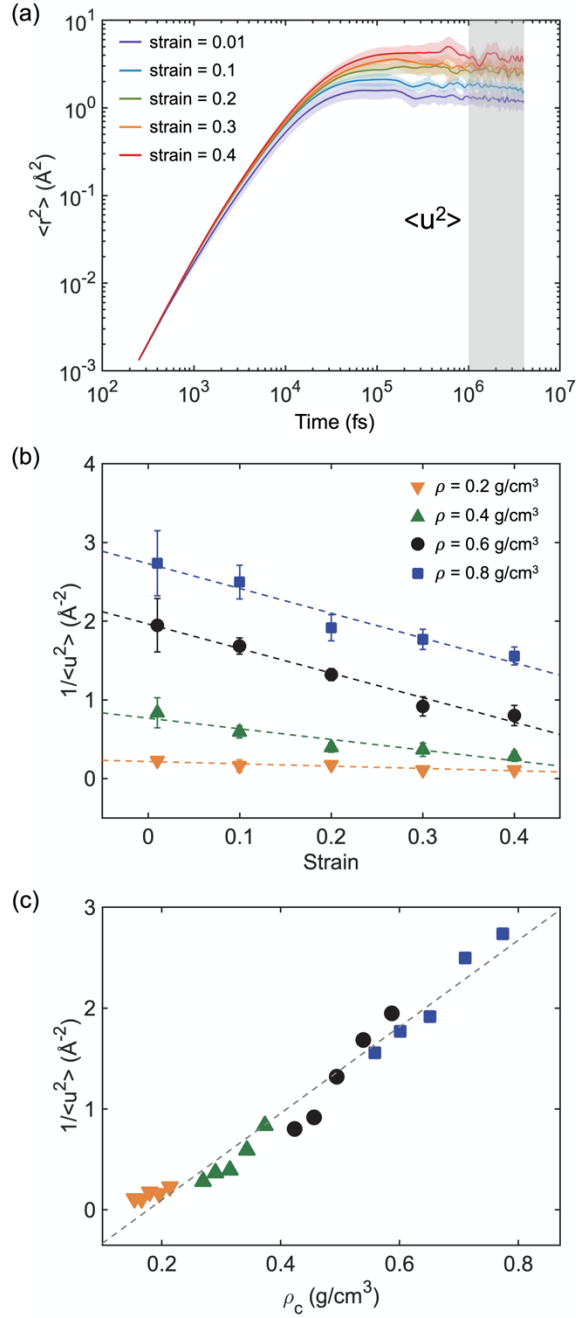 (a)
10¹
10⁰
10⁻¹
10⁻²
10⁻³
<r²> (Å²)
strain = 0.01
strain = 0.1
strain = 0.2
strain = 0.3
strain = 0.4
<u²>
10² 10³ 10⁴ 10⁵ 10⁶ 10⁷
Time (fs)
(b)
4
3
2
1
0
1/<u²> (Å⁻²)
ρ = 0.2 g/cm³
ρ = 0.4 g/cm³
ρ = 0.6 g/cm³
ρ = 0.8 g/cm³
0 0.1 0.2 0.3 0.4
Strain
(c)
3
2
1
0
1/<u²> (Å⁻²)
0.2 0.4 0.6 0.8
ρc (g/cm³)